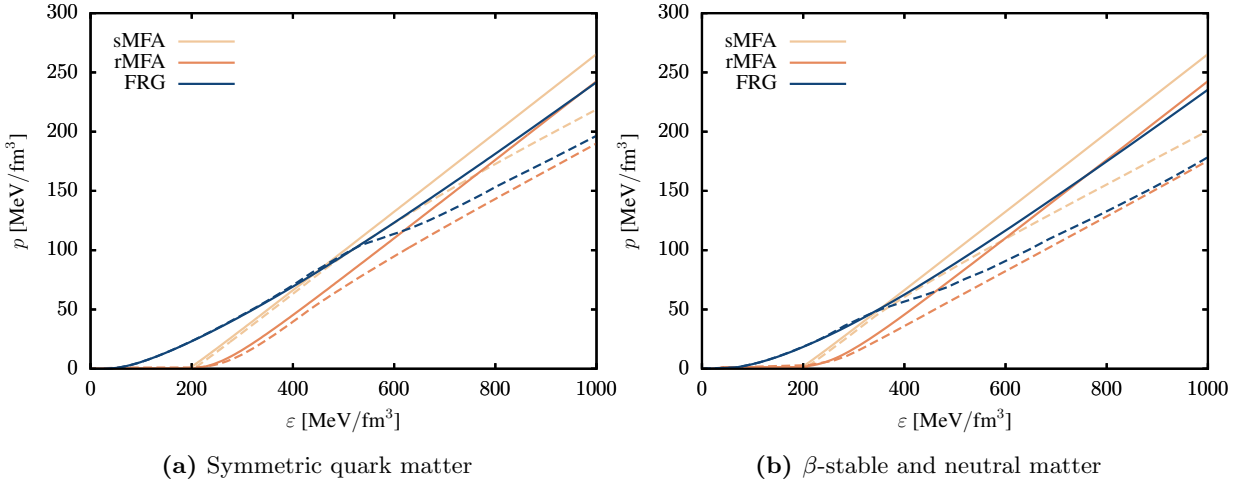 300
250
200
150
100
50
0
p [MeV/fm³]
sMFA
rMFA
FRG
0 200 400 600 800 1000
ε [MeV/fm³]
(a) Symmetric quark matter
300
250
200
150
100
50
0
p [MeV/fm³]
sMFA
rMFA
FRG
0 200 400 600 800 1000
ε [MeV/fm³]
(b) β-stable and neutral matter